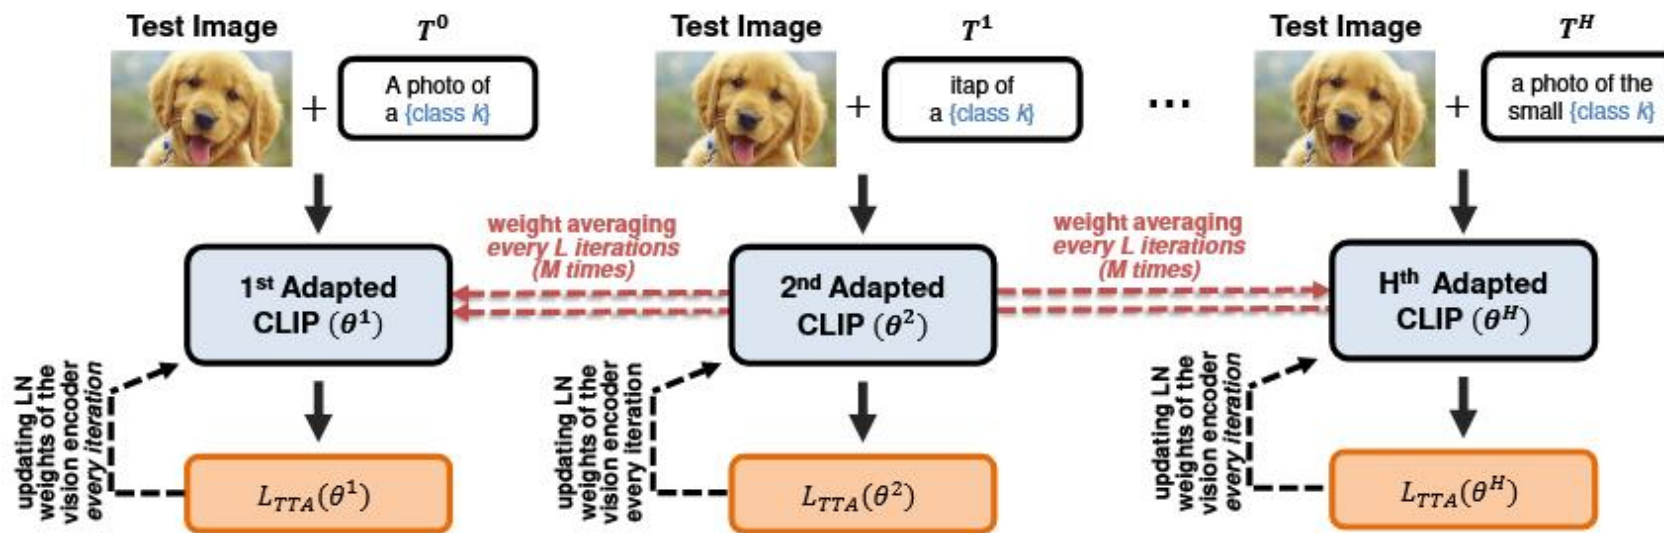 Test Image
T⁰
Test Image
T¹
Test Image
Tᴴ
+
A photo of
a {class k}
+
itap of
a {class k}
...
+
a photo of the
small {class k}
weight averaging
every L iterations
(M times)
weight averaging
every L iterations
(M times)
1st Adapted
CLIP (θ¹)
2nd Adapted
CLIP (θ²)
Hth Adapted
CLIP (θᴴ)
updating LN
weights of the
vision encoder
every iteration
updating LN
weights of the
vision encoder
every iteration
updating LN
weights of the
vision encoder
every iteration
L_TTA(θ¹)
L_TTA(θ²)
L_TTA(θᴴ)